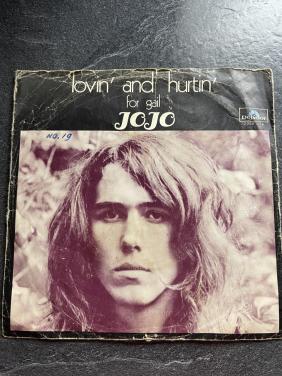 lovin' and hurtin'
for gail
JOJO
Polydor
NO. 19